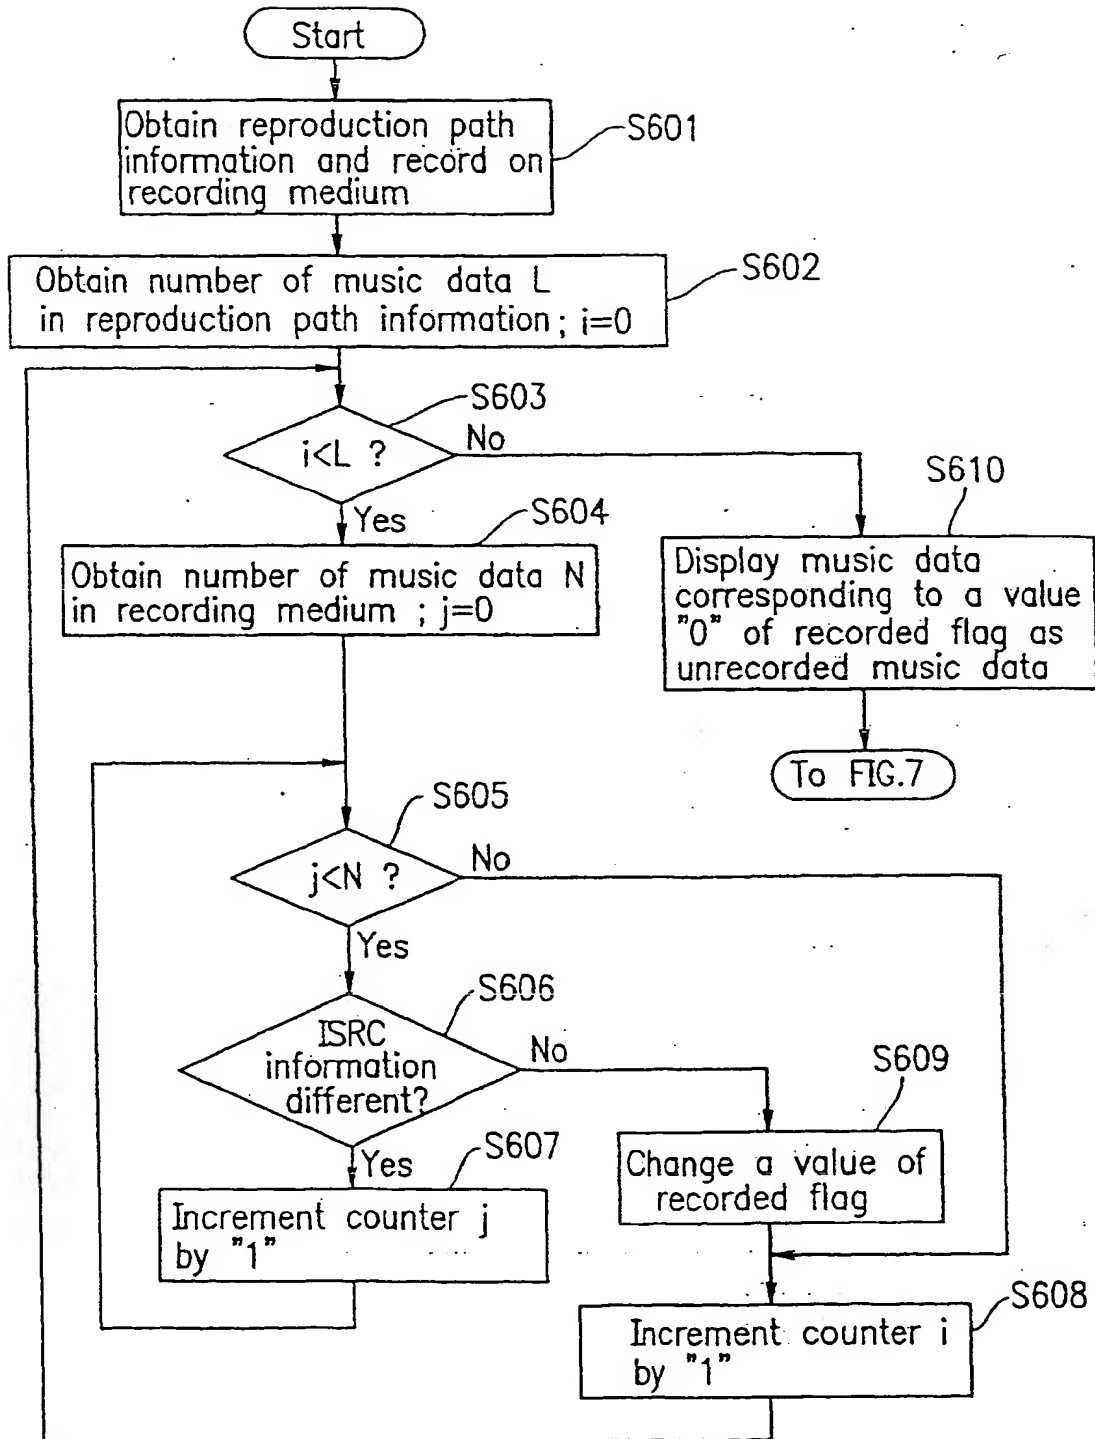 Start
Obtain reproduction path
information and record on
recording medium
S601
Obtain number of music data L
in reproduction path information; i=0
S602
S603
i<L ?
No
Yes
S604
Obtain number of music data N
in recording medium ; j=0
S610
Display music data
corresponding to a value
"0" of recorded flag as
unrecorded music data
To FIG.7
S605
j<N ?
No
Yes
S606
ISRC
information
different?
No
Yes
S607
Increment counter j
by "1"
S609
Change a value of
recorded flag
S608
Increment counter i
by "1"